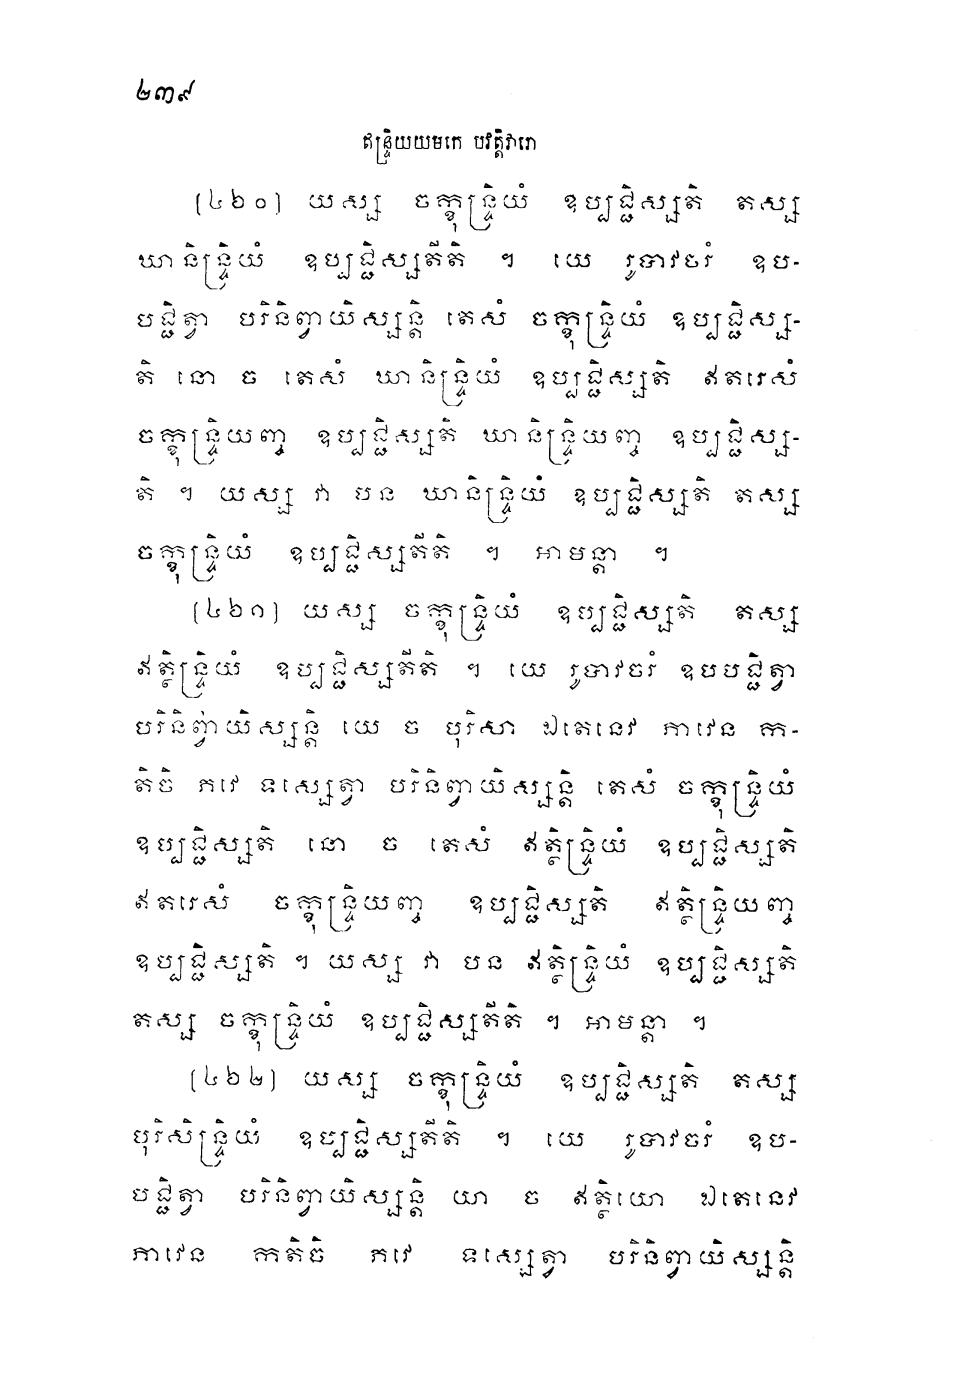 ២៣៩
ឥន្ទ្រិយយមកេ បវត្តិវារោ
(៤៦០) យស្ស ចក្ខុន្ទ្រិយំ ឧប្បជ្ជិស្សតិ តស្ស
ឃានិន្ទ្រិយំ ឧប្បជ្ជិស្សតីតិ ។ យេ រូបាវចរំ ឧប-
បជ្ជិត្វា បរិនិព្វាយិស្សន្តិ តេសំ ចក្ខុន្ទ្រិយំ ឧប្បជ្ជិស្ស-
តិ នោ ច តេសំ ឃានិន្ទ្រិយំ ឧប្បជ្ជិស្សតិ ឥតរេសំ
ចក្ខុន្ទ្រិយញ្ច ឧប្បជ្ជិស្សតិ ឃានិន្ទ្រិយញ្ច ឧប្បជ្ជិស្ស-
តិ ។ យស្ស វា បន ឃានិន្ទ្រិយំ ឧប្បជ្ជិស្សតិ តស្ស
ចក្ខុន្ទ្រិយំ ឧប្បជ្ជិស្សតីតិ ។ អាមន្តា ។
(៤៦១) យស្ស ចក្ខុន្ទ្រិយំ ឧប្បជ្ជិស្សតិ តស្ស
ឥត្ថិន្ទ្រិយំ ឧប្បជ្ជិស្សតីតិ ។ យេ រូបាវចរំ ឧបបជ្ជិត្វា
បរិនិព្វាយិស្សន្តិ យេ ច បុរិសា ឯតេនេវ ភាវេន ក-
តិចិ ភវេ ទស្សេត្វា បរិនិព្វាយិស្សន្តិ តេសំ ចក្ខុន្ទ្រិយំ
ឧប្បជ្ជិស្សតិ នោ ច តេសំ ឥត្ថិន្ទ្រិយំ ឧប្បជ្ជិស្សតិ
ឥតរេសំ ចក្ខុន្ទ្រិយញ្ច ឧប្បជ្ជិស្សតិ ឥត្ថិន្ទ្រិយញ្ច
ឧប្បជ្ជិស្សតិ ។ យស្ស វា បន ឥត្ថិន្ទ្រិយំ ឧប្បជ្ជិស្សតិ
តស្ស ចក្ខុន្ទ្រិយំ ឧប្បជ្ជិស្សតីតិ ។ អាមន្តា ។
(៤៦២) យស្ស ចក្ខុន្ទ្រិយំ ឧប្បជ្ជិស្សតិ តស្ស
បុរិសិន្ទ្រិយំ ឧប្បជ្ជិស្សតីតិ ។ យេ រូបាវចរំ ឧប-
បជ្ជិត្វា បរិនិព្វាយិស្សន្តិ យា ច ឥត្ថិយោ ឯតេនេវ
ភាវេន កតិចិ ភវេ ទស្សេត្វា បរិនិព្វាយិស្សន្តិ